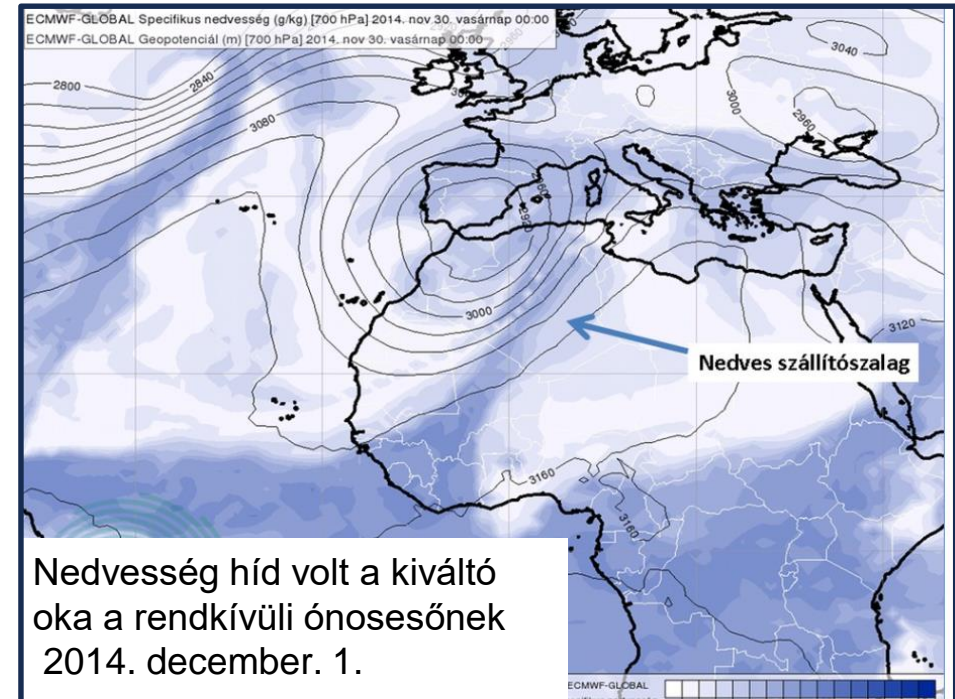 ECMWF-GLOBAL Specifikus nedvesség (g/kg) [700 hPa] 2014. nov 30. vasárnap 00:00
ECMWF-GLOBAL Geopotenciál (m) [700 hPa] 2014. nov 30. vasárnap 00:00
2960
3040
2800
2840
3000
2960
3080
2920
3000
3120
Nedves szállítószalag
3160
3160
Nedvesség híd volt a kiváltó
oka a rendkívüli ónosesőnek
2014. december. 1.
ECMWF-GLOBAL